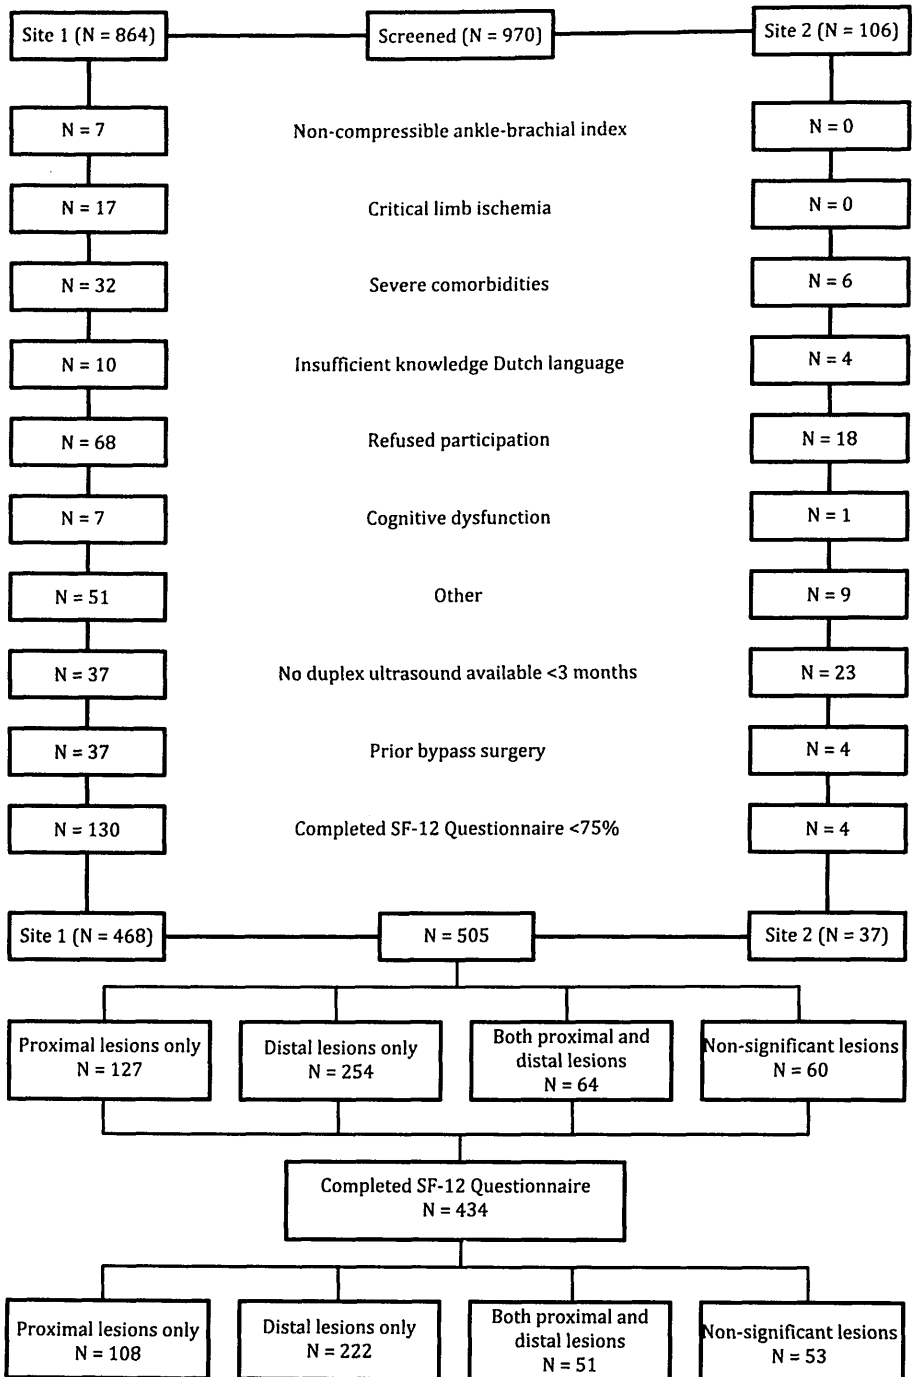 Site 1 (N = 864) Screened (N = 970) Site 2 (N = 106)
N = 7 Non-compressible ankle-brachial index N = 0
N = 17 Critical limb ischemia N = 0
N = 32 Severe comorbidities N = 6
N = 10 Insufficient knowledge Dutch language N = 4
N = 68 Refused participation N = 18
N = 7 Cognitive dysfunction N = 1
N = 51 Other N = 9
N = 37 No duplex ultrasound available <3 months N = 23
N = 37 Prior bypass surgery N = 4
N = 130 Completed SF-12 Questionnaire <75% N = 4
Site 1 (N = 468) N = 505 Site 2 (N = 37)
Proximal lesions only
N = 127
Distal lesions only
N = 254
Both proximal and
distal lesions
N = 64
Non-significant lesions
N = 60
Completed SF-12 Questionnaire
N = 434
Proximal lesions only
N = 108
Distal lesions only
N = 222
Both proximal and
distal lesions
N = 51
Non-significant lesions
N = 53